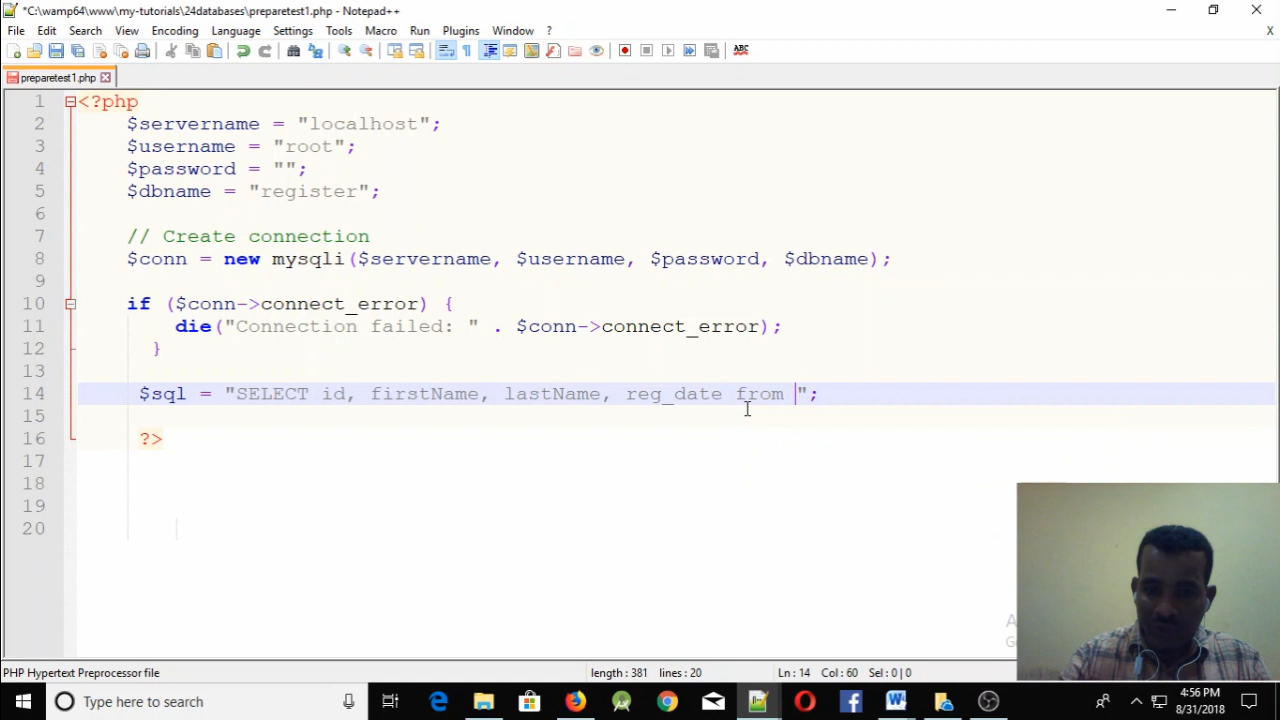 *C:\wamp64\www\my-tutorials\24databases\preparetest1.php - Notepad++
File Edit Search View Encoding Language Settings Tools Macro Run Plugins Window ? X
ABC
preparetest1.php
1 <?php
2 $servername = "localhost";
3 $username = "root";
4 $password = "";
5 $dbname = "register";
6
7 // Create connection
8 $conn = new mysqli($servername, $username, $password, $dbname);
9
10 if ($conn->connect_error) {
11 die("Connection failed: " . $conn->connect_error);
12 }
13
14 $sql = "SELECT id, firstName, lastName, reg_date from ";
15
16 ?>
17
18
19
20
PHP Hypertext Preprocessor file length : 381 lines : 20 Ln : 14 Col : 60 Sel : 0 | 0
Type here to search
4:56 PM
8/31/2018